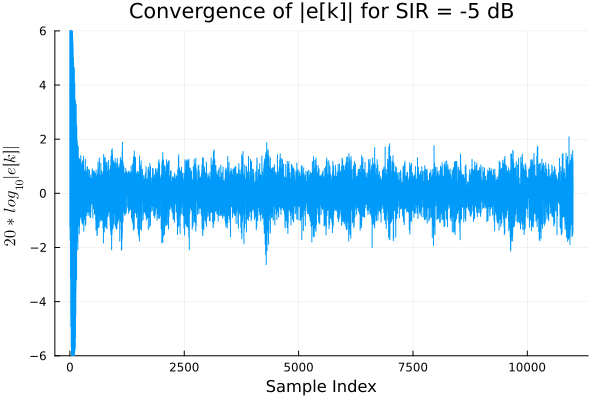 Convergence of |e[k]| for SIR = -5 dB
20 * log₁₀|e[k]|
6
4
2
0
−2
−4
−6
0 2500 5000 7500 10000
Sample Index